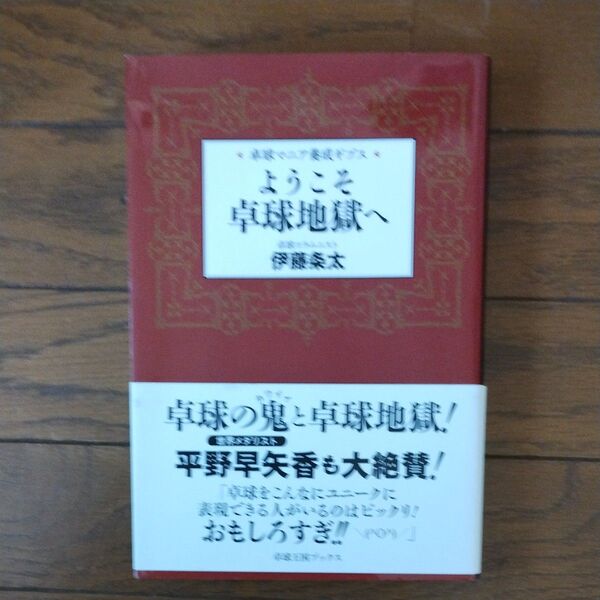 ★ 卓球マニア養成ギプス ★
ようこそ
卓球地獄へ
卓球コラムニスト
伊藤条太
卓球の鬼と卓球地獄!
世界メダリスト
平野早矢香も大絶賛!
「卓球をこんなにユニークに
表現できる人がいるのはビックリ!
おもしろすぎ!!
卓球王国ブックス